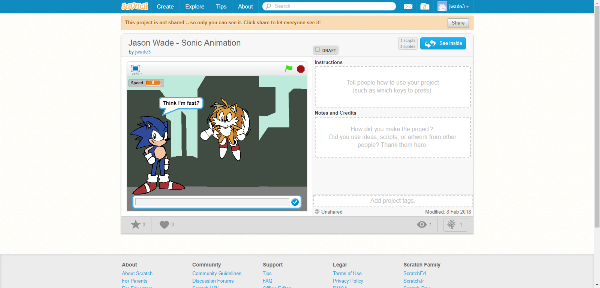 SCRATCH
Create
Explore
Tips
About
Search
jwade3
This project is not shared — so only you can see it. Click share to let everyone see it!
Share
Jason Wade - Sonic Animation
by jwade3
DRAFT
See inside
Instructions
Tell people how to use your project
(such as which keys to press).
Speed
Think I'm fast?
Notes and Credits
How did you make the project?
Did you use ideas, scripts, or artwork from other
people? Thank them here.
Add project tags.
Unshared
Modified: 8 Feb 2018
About
About Scratch
For Parents
Community
Community Guidelines
Discussion Forums
Support
Tips
FAQ
Legal
Terms of Use
Privacy Policy
Scratch Family
ScratchEd
ScratchJr